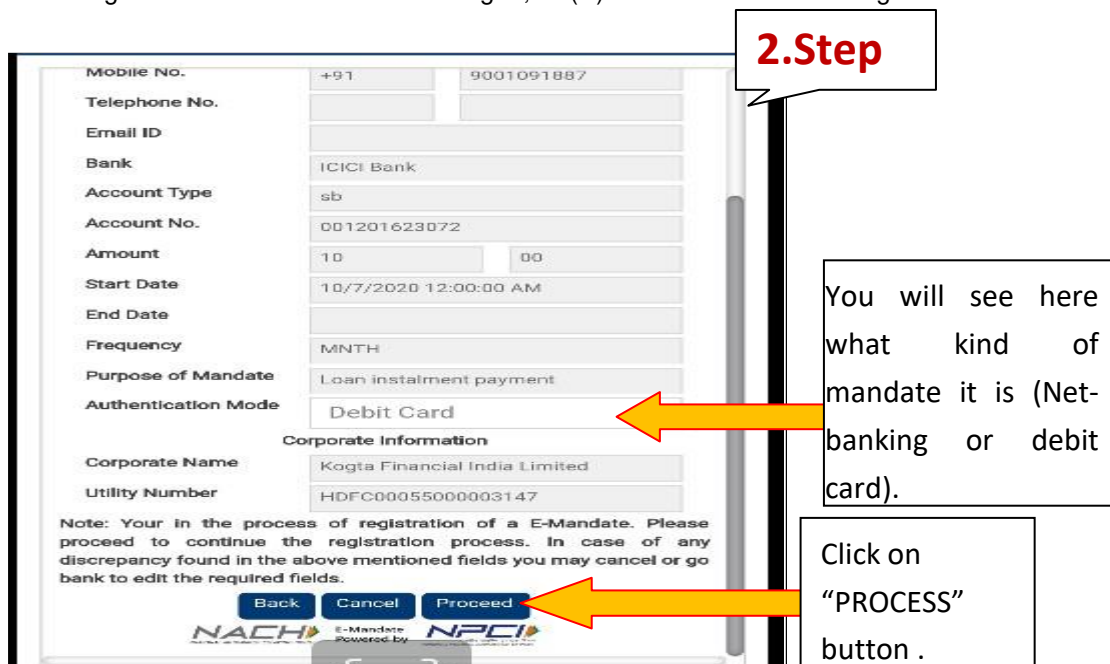 2.Step
Mobile No. +91 9001091887
Telephone No.
Email ID
Bank ICICI Bank
Account Type sb
Account No. 001201623072
Amount 10 00
Start Date 10/7/2020 12:00:00 AM
End Date
Frequency MNTH
Purpose of Mandate Loan instalment payment
Authentication Mode Debit Card
Corporate Information
Corporate Name Kogta Financial India Limited
Utility Number HDFC00055000003147
Note: Your in the process of registration of a E-Mandate. Please
proceed to continue the registration process. In case of any
discrepancy found in the above mentioned fields you may cancel or go
bank to edit the required fields.
Back Cancel Proceed
NACH E-Mandate NPCI
Powered by
You will see here
what kind of
mandate it is (Net-
banking or debit
card).
Click on
“PROCESS”
button .